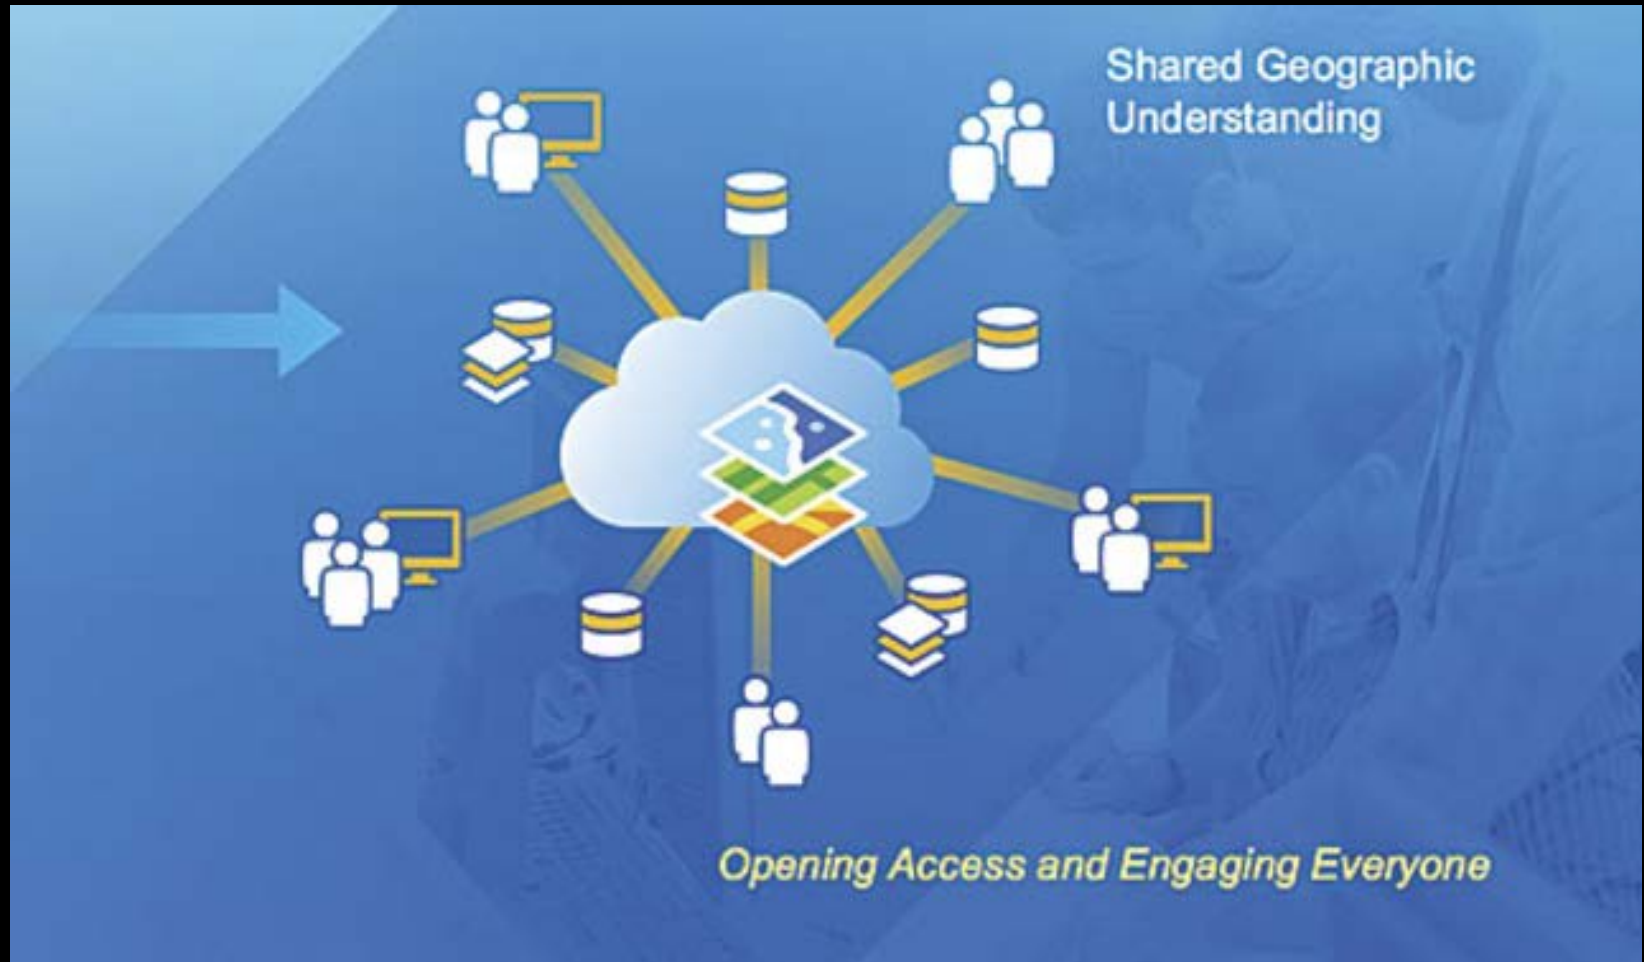 Shared Geographic
Understanding
Opening Access and Engaging Everyone